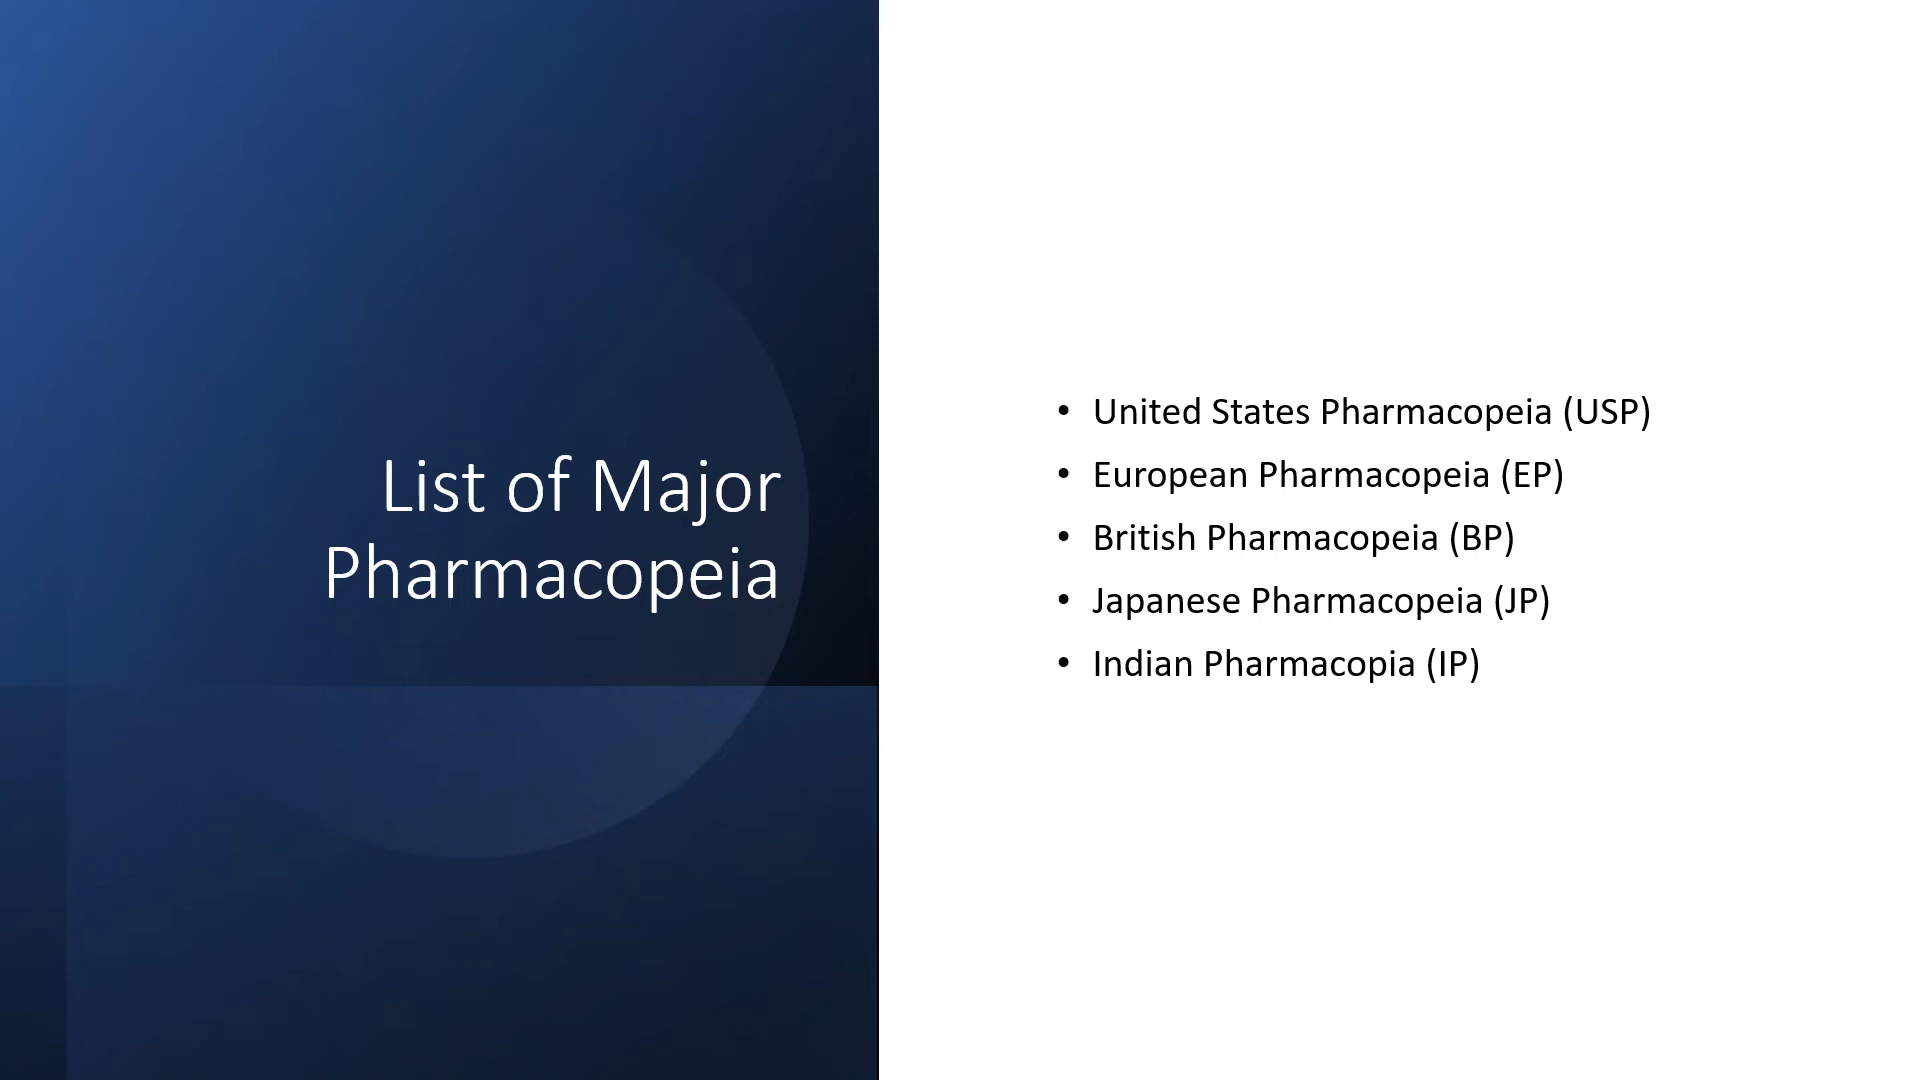 List of Major
Pharmacopeia
• United States Pharmacopeia (USP)
• European Pharmacopeia (EP)
• British Pharmacopeia (BP)
• Japanese Pharmacopeia (JP)
• Indian Pharmacopia (IP)